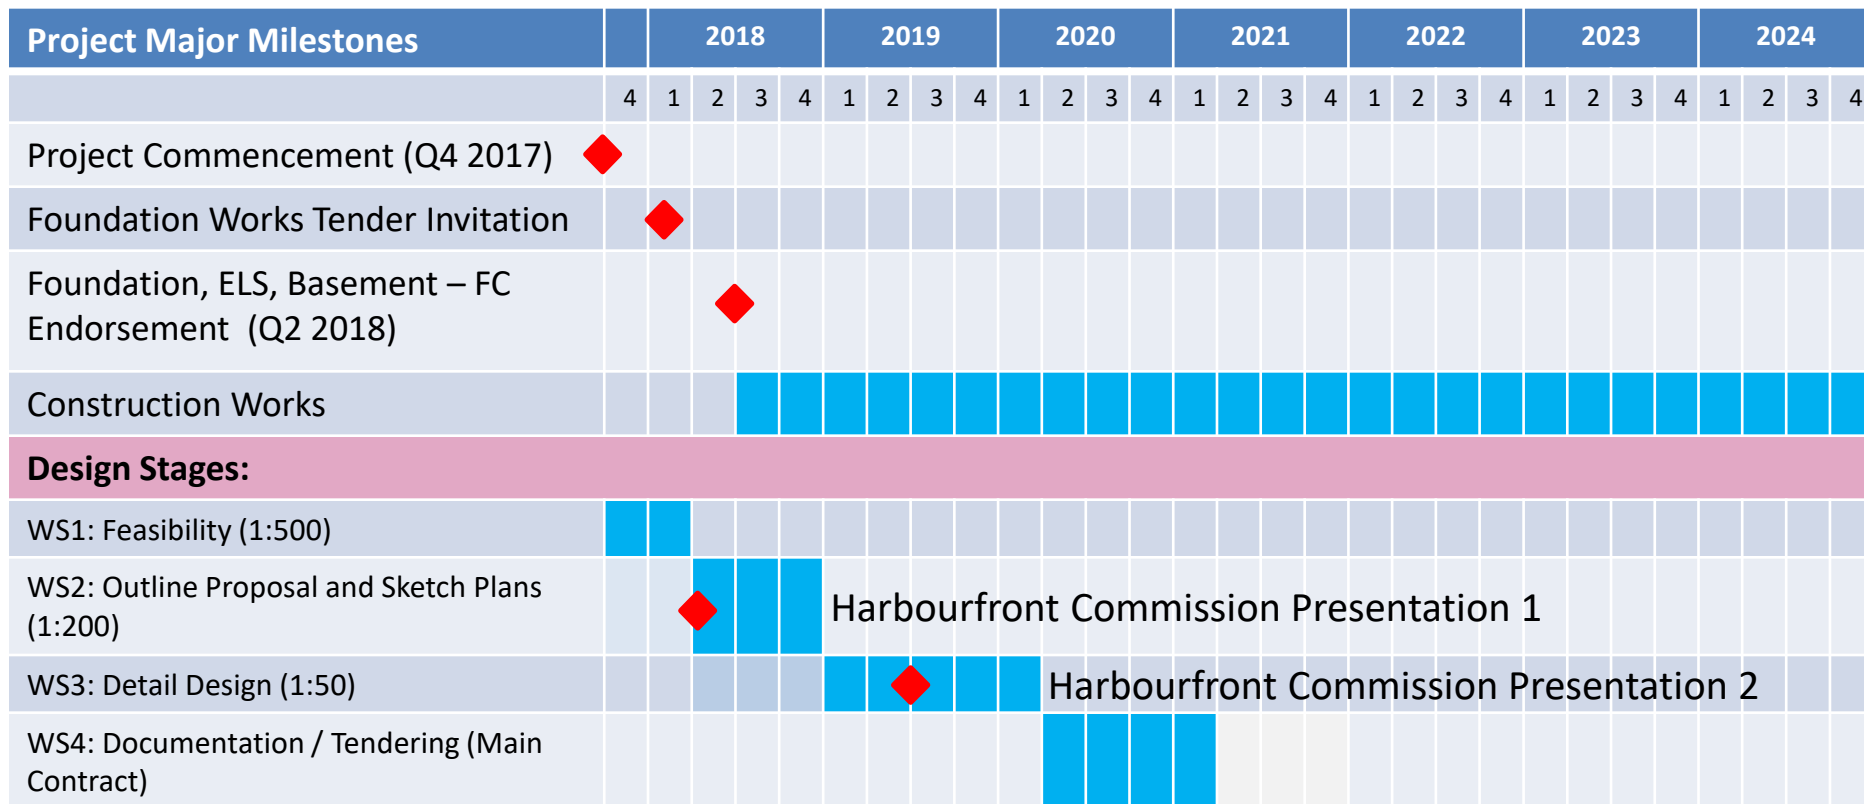 Project Major Milestones 2018 2019 2020 2021 2022 2023 2024
4 1 2 3 4 1 2 3 4 1 2 3 4 1 2 3 4 1 2 3 4 1 2 3 4 1 2 3 4
Project Commencement (Q4 2017)
Foundation Works Tender Invitation
Foundation, ELS, Basement – FC
Endorsement (Q2 2018)
Construction Works
Design Stages:
WS1: Feasibility (1:500)
WS2: Outline Proposal and Sketch Plans
(1:200)
Harbourfront Commission Presentation 1
WS3: Detail Design (1:50)
Harbourfront Commission Presentation 2
WS4: Documentation / Tendering (Main
Contract)